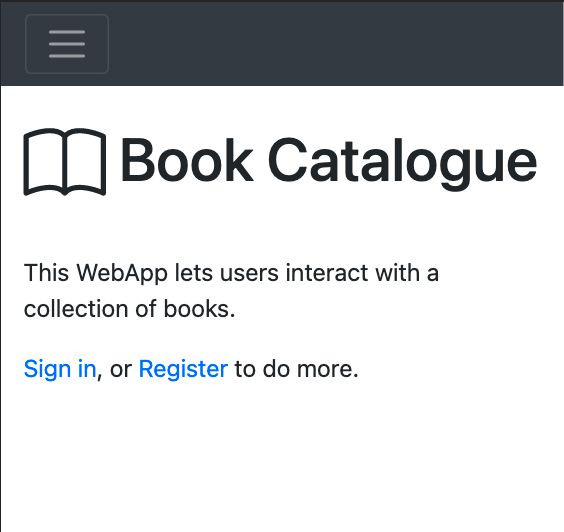 Book Catalogue
This WebApp lets users interact with a
collection of books.
Sign in, or Register to do more.